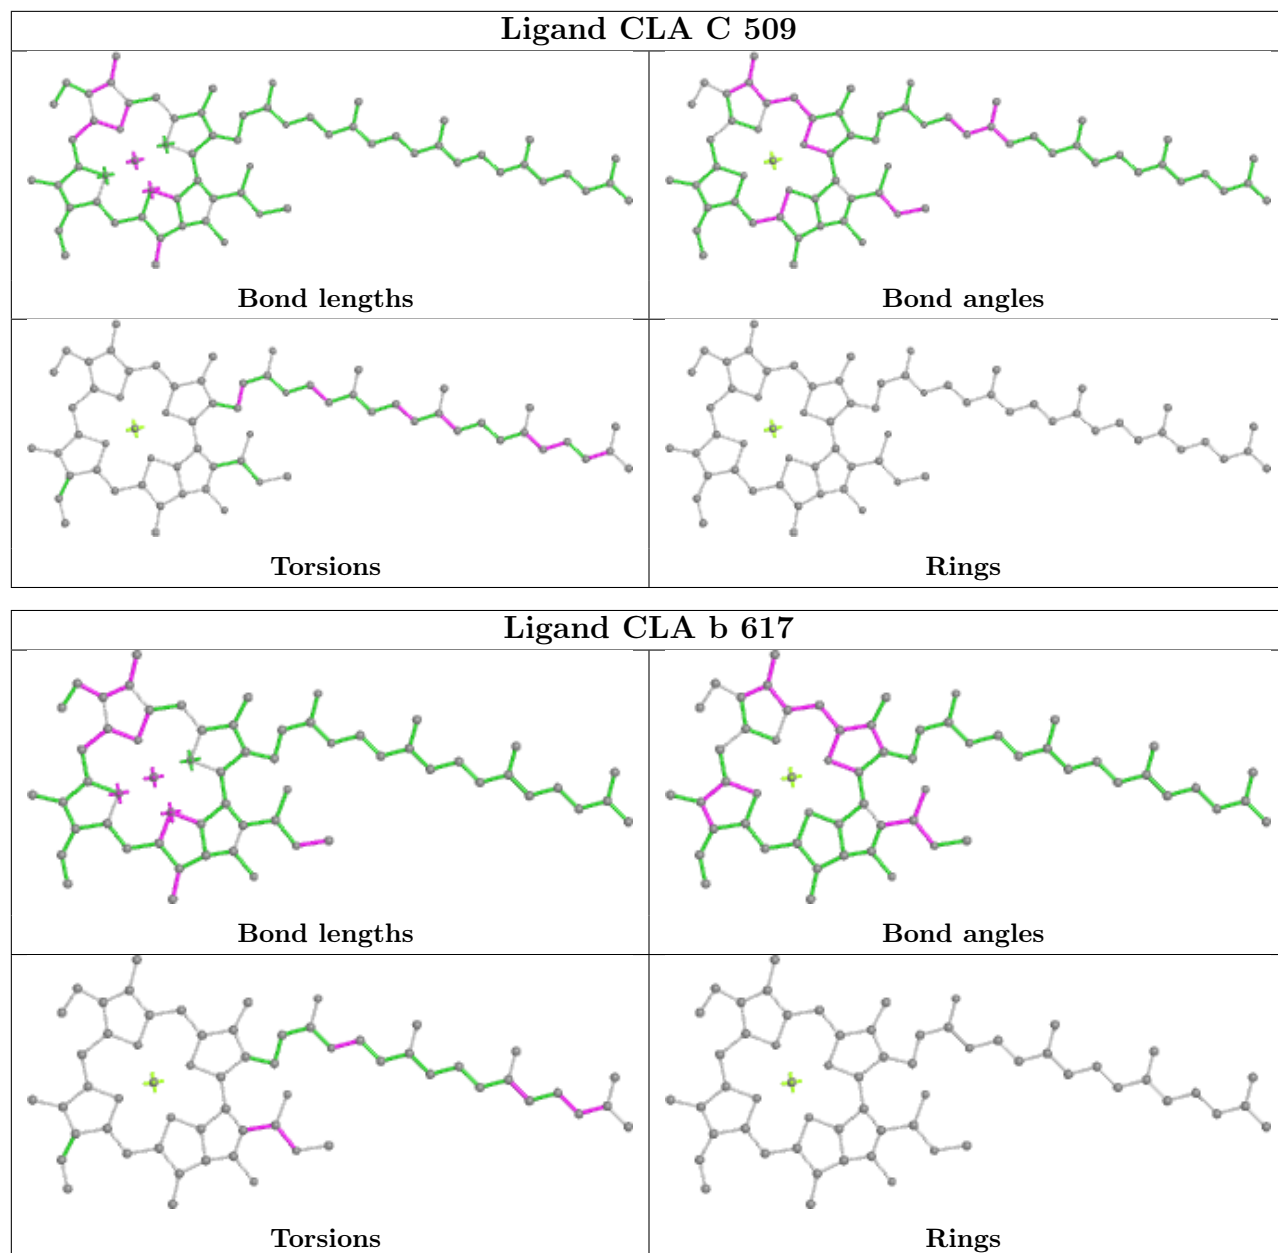 Ligand CLA C 509
Bond lengths
Bond angles
Torsions
Rings
Ligand CLA b 617
Bond lengths
Bond angles
Torsions
Rings